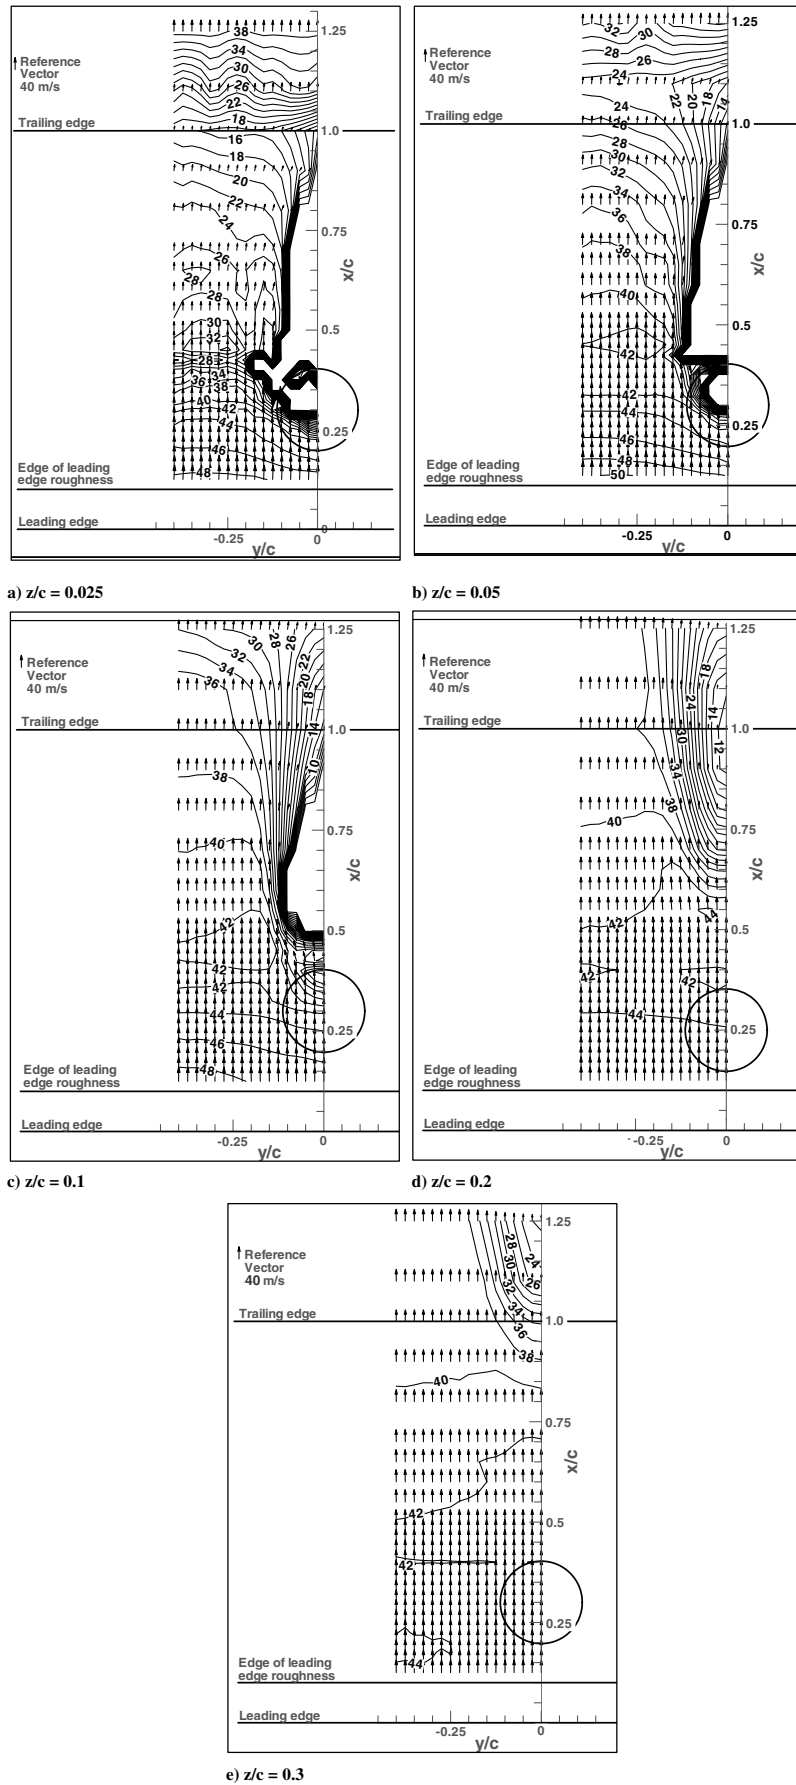 38
1.25
34
Reference
Vector
40 m/s
30
26
22
18
Trailing edge
1.0
16
18
20
22
24
0.75
26
x/c
28
28
30
0.5
32
28
34
36
38
40
42
44
0.25
46
Edge of leading
edge roughness
48
Leading edge
0
-0.25
0
y/c
a) z/c = 0.025
32
30
1.25
28
26
Reference
Vector
40 m/s
24
24
22
20
18
14
Trailing edge
1.0
26
28
30
32
34
36
0.75
38
x/c
40
0.5
42
42
44
0.25
46
48
Edge of leading
edge roughness
50
Leading edge
-0.25
0
y/c
b) z/c = 0.05
1.25
30
28
26
32
22
Reference
Vector
40 m/s
34
20
36
18
Trailing edge
14
1.0
38
10
40
0.75
x/c
42
0.5
42
42
44
0.25
46
Edge of leading
edge roughness
48
Leading edge
-0.25
0
y/c
c) z/c = 0.1
1.25
Reference
Vector
40 m/s
18
24
14
Trailing edge
30
1.0
12
34
38
40
0.75
x/c
42
44
0.5
42
42
44
0.25
Edge of leading
edge roughness
Leading edge
-0.25
0
y/c
d) z/c = 0.2
1.25
28
Reference
Vector
40 m/s
30
24
32
26
34
Trailing edge
36
1.0
38
40
0.75
x/c
42
0.5
42
0.25
44
Edge of leading
edge roughness
Leading edge
-0.25
0
y/c
e) z/c = 0.3